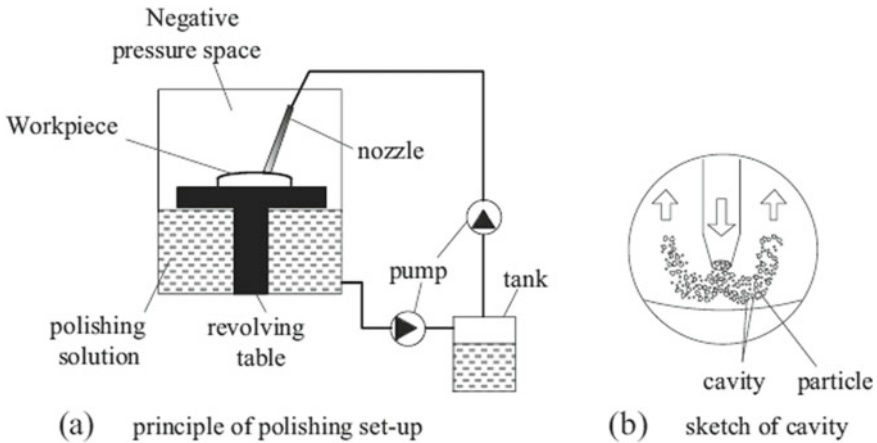 Negative
pressure space
Workpiece
nozzle
pump
tank
polishing
solution
revolving
table
cavity
particle
(a) principle of polishing set-up
(b) sketch of cavity